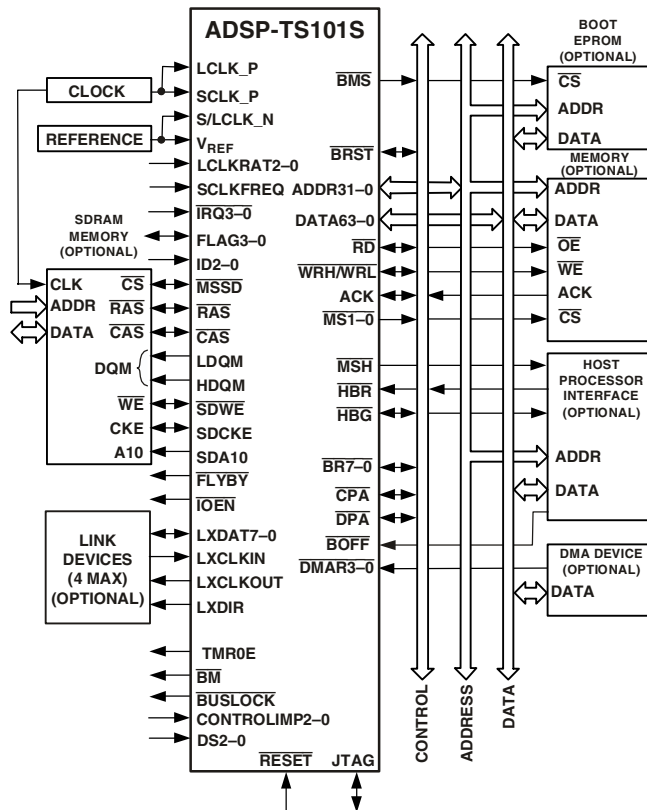 ADSP-TS101S
CLOCK
REFERENCE
LCLK_P
SCLK_P
S/LCLK_N
VREF
LCLKRAT2–0
SCLKFREQ
IRQ3–0
FLAG3–0
ID2–0
MSSD
RAS
CAS
LDQM
HDQM
SDWE
SDCKE
SDA10
FLYBY
IOEN
LXDAT7–0
LXCLKIN
LXCLKOUT
LXDIR
TMR0E
BM
BUSLOCK
CONTROLIMP2–0
DS2–0
RESET
JTAG
SDRAM
MEMORY
(OPTIONAL)
CLK
ADDR
DATA
CS
RAS
CAS
DQM
WE
CKE
A10
LINK
DEVICES
(4 MAX)
(OPTIONAL)
BMS
BRST
ADDR31–0
DATA63–0
RD
WRH/WRL
ACK
MS1–0
MSH
HBR
HBG
BR7–0
CPA
DPA
BOFF
DMAR3–0
CONTROL
ADDRESS
DATA
BOOT
EPROM
(OPTIONAL)
CS
ADDR
DATA
MEMORY
(OPTIONAL)
ADDR
DATA
OE
WE
ACK
CS
HOST
PROCESSOR
INTERFACE
(OPTIONAL)
ADDR
DATA
DMA DEVICE
(OPTIONAL)
DATA